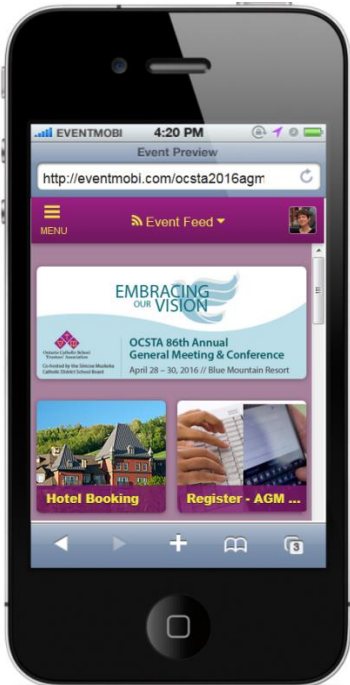 EVENTMOBI 4:20 PM
Event Preview
http://eventmobi.com/ocsta2016agm
MENU
Event Feed
EMBRACING
OUR VISION
Ontario Catholic School
Trustees' Association
Co-hosted by the Simcoe Muskoka
Catholic District School Board
OCSTA 86th Annual
General Meeting & Conference
April 28 – 30, 2016 // Blue Mountain Resort
Hotel Booking
Register - AGM ...
3